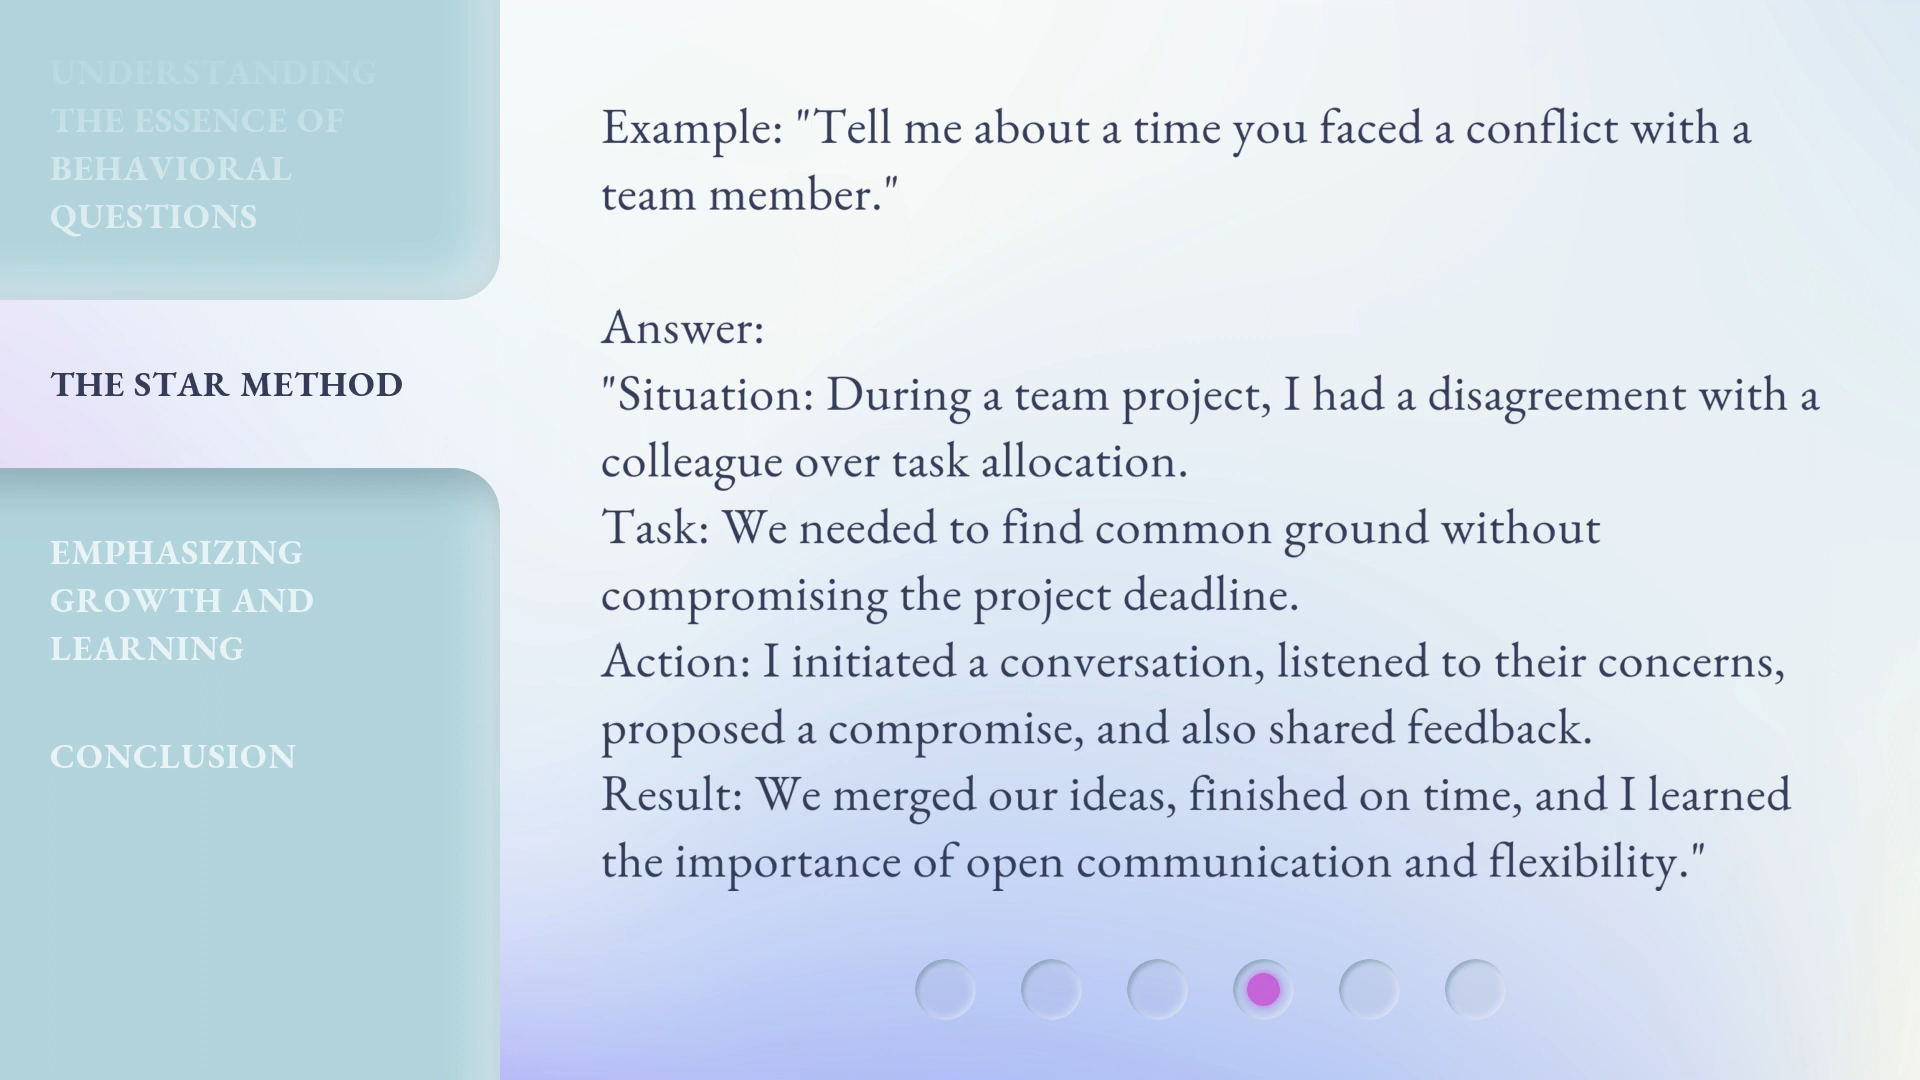 UNDERSTANDING
THE ESSENCE OF
BEHAVIORAL
QUESTIONS
THE STAR METHOD
EMPHASIZING
GROWTH AND
LEARNING
CONCLUSION
Example: "Tell me about a time you faced a conflict with a
team member."
Answer:
"Situation: During a team project, I had a disagreement with a
colleague over task allocation.
Task: We needed to find common ground without
compromising the project deadline.
Action: I initiated a conversation, listened to their concerns,
proposed a compromise, and also shared feedback.
Result: We merged our ideas, finished on time, and I learned
the importance of open communication and flexibility."